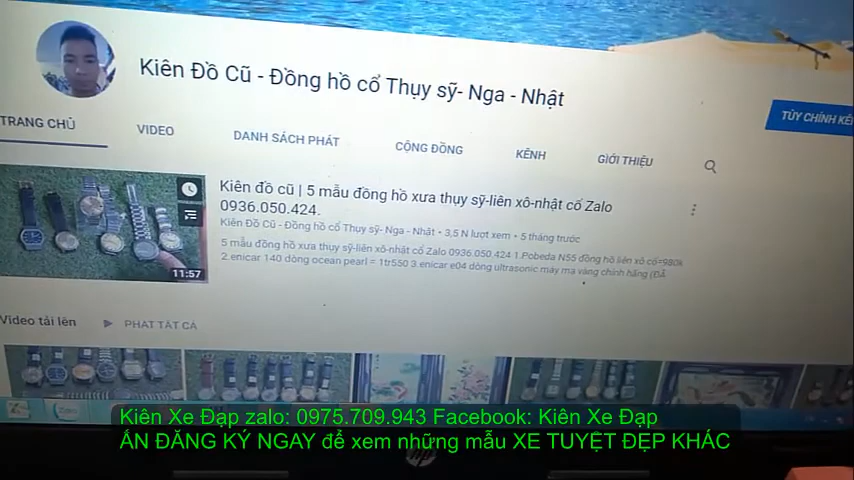 Kiên Đồ Cũ - Đồng hồ cổ Thụy sỹ- Nga - Nhật
TÙY CHỈNH KÊN
TRANG CHỦ
VIDEO
DANH SÁCH PHÁT
CỘNG ĐỒNG
KÊNH
GIỚI THIỆU
Kiên đồ cũ | 5 mẫu đồng hồ xưa thụy sỹ-liên xô-nhật cổ Zalo
0936.050.424.
Kiên Đồ Cũ - Đồng hồ cổ Thụy sỹ- Nga - Nhật • 3,5 N lượt xem • 5 tháng trước
5 mẫu đồng hồ xưa thụy sỹ-liên xô-nhật cổ Zalo 0936.050.424 1.Pobeda N55 đồng hồ liên xô cổ=980k
2.enicar 140 dòng ocean pearl = 1tr550 3.enicar e04 dòng ultrasonic máy mạ vàng chính hãng (ĐÃ
11:57
Video tải lên
PHÁT TẤT CẢ
Kiên Xe Đạp zalo: 0975.709.943 Facebook: Kiên Xe Đạp
ẤN ĐĂNG KÝ NGAY để xem những mẫu XE TUYỆT ĐẸP KHÁC
hp